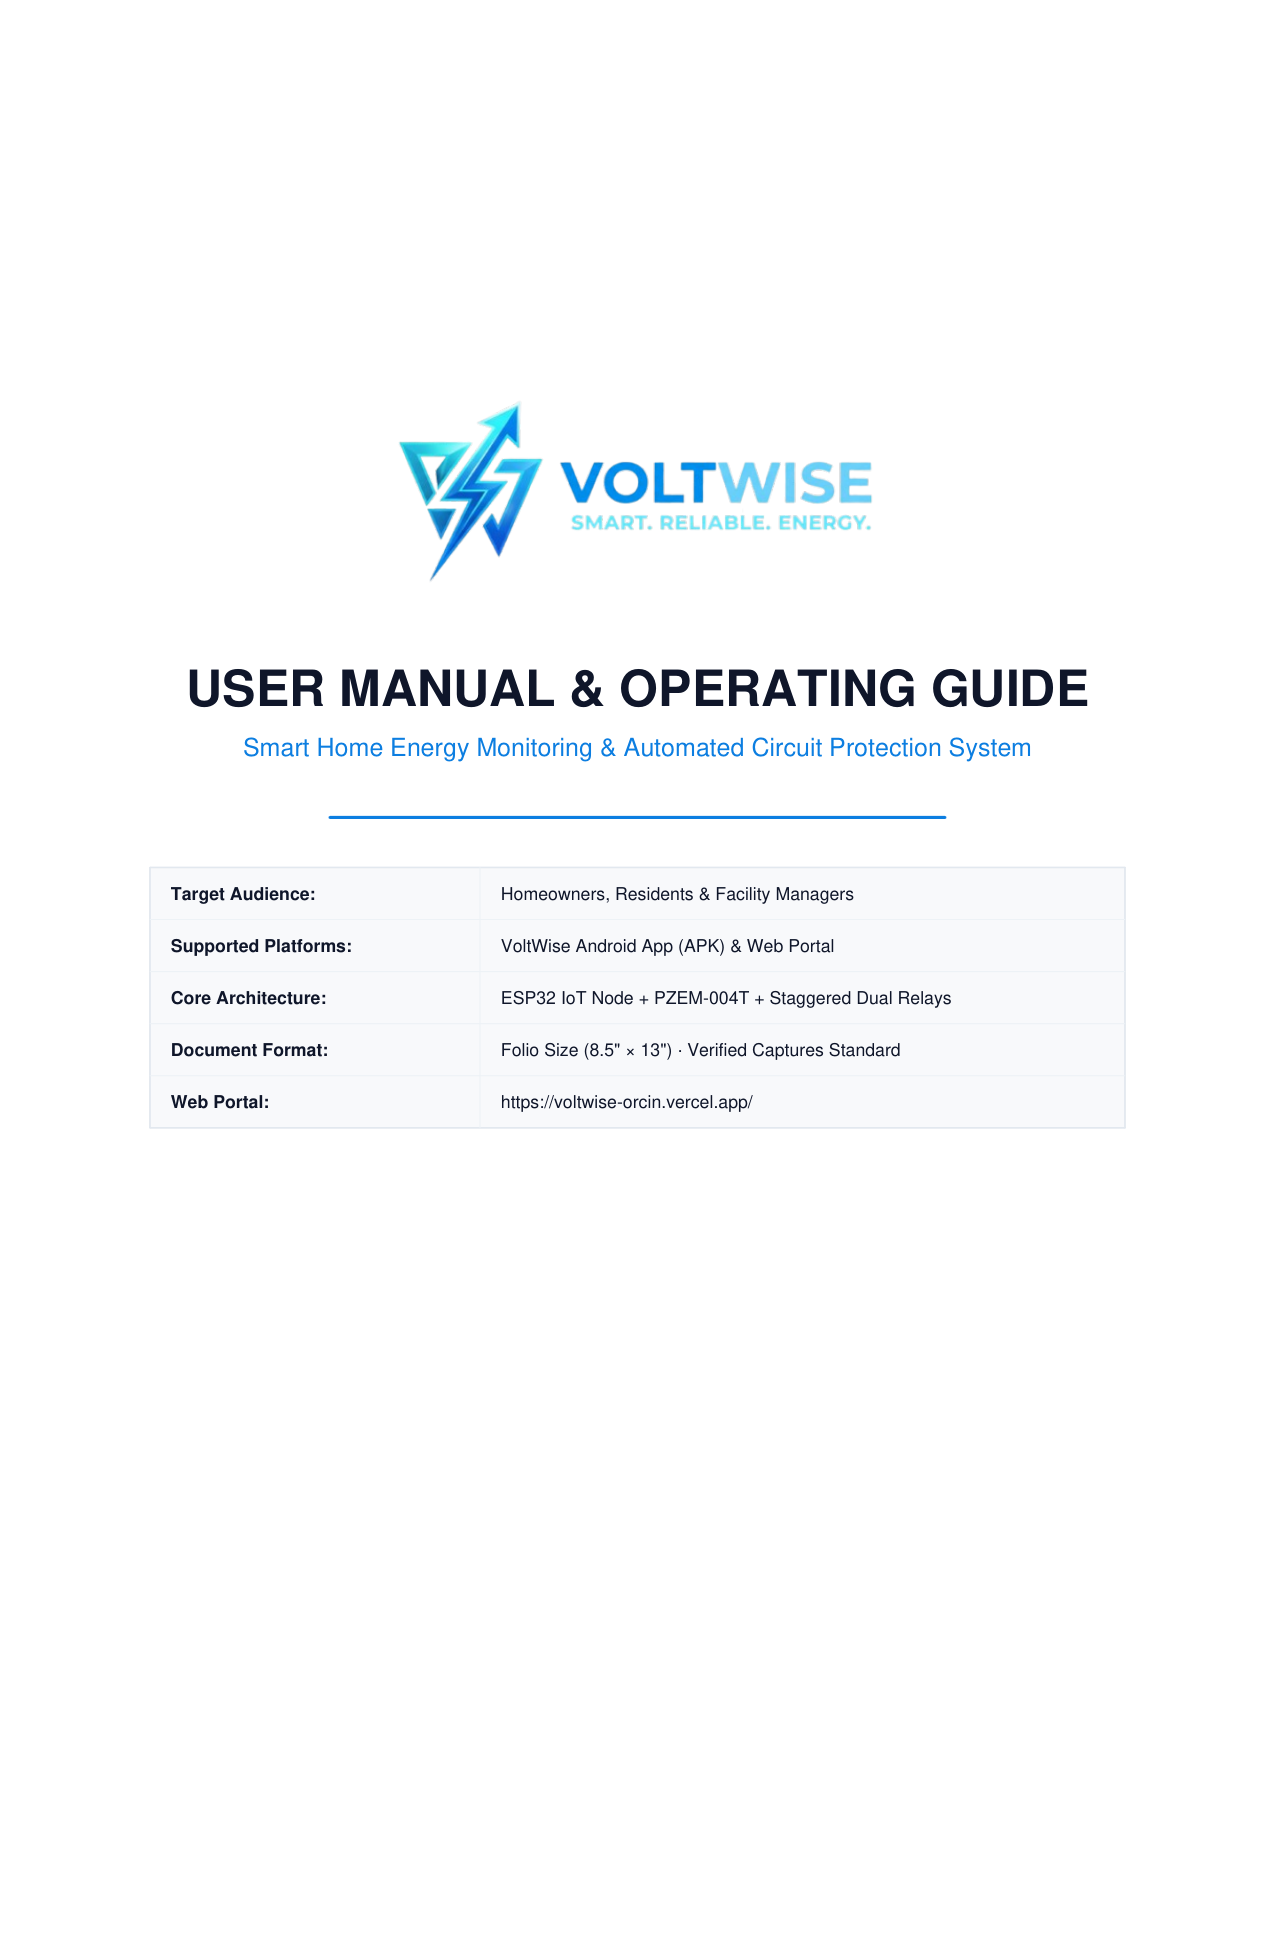 VOLTWISE
SMART. RELIABLE. ENERGY.
USER MANUAL & OPERATING GUIDE
Smart Home Energy Monitoring & Automated Circuit Protection System
Target Audience: Homeowners, Residents & Facility Managers
Supported Platforms: VoltWise Android App (APK) & Web Portal
Core Architecture: ESP32 IoT Node + PZEM-004T + Staggered Dual Relays
Document Format: Folio Size (8.5" × 13") · Verified Captures Standard
Web Portal: https://voltwise-orcin.vercel.app/